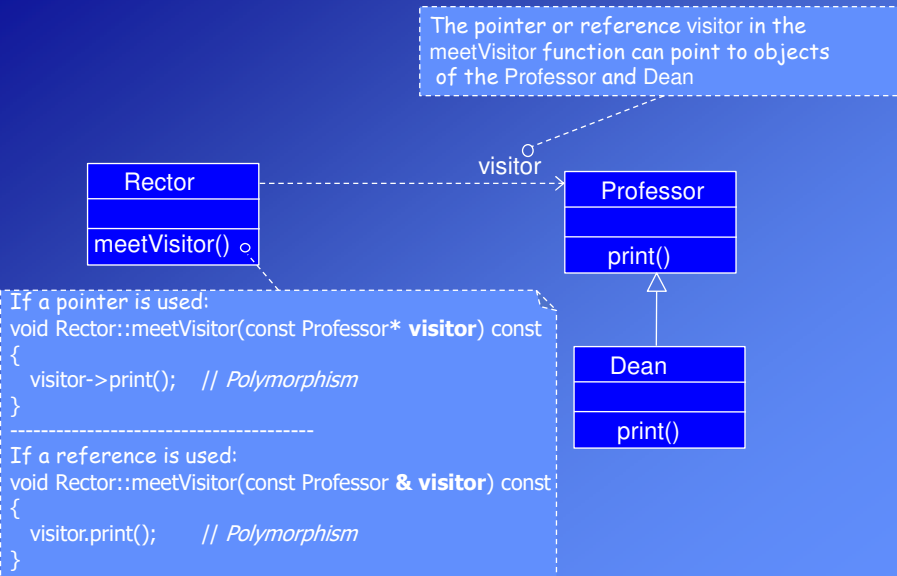 The pointer or reference visitor in the
meetVisitor function can point to objects
of the Professor and Dean
visitor
Rector
meetVisitor()
Professor
print()
If a pointer is used:
void Rector::meetVisitor(const Professor* visitor) const
{
visitor->print(); // Polymorphism
}
---------------------------------------
If a reference is used:
void Rector::meetVisitor(const Professor & visitor) const
{
visitor.print(); // Polymorphism
}
Dean
print()